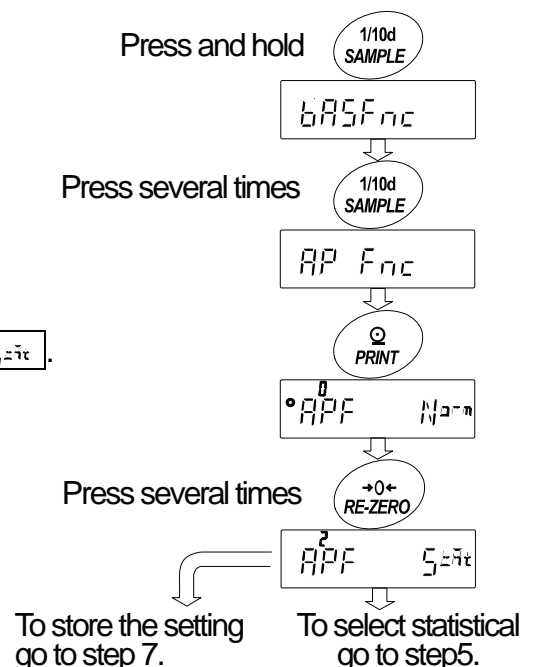 Press and hold
1/10d
SAMPLE
bASFnc
Press several times
1/10d
SAMPLE
AP Fnc
PRINT
Stat .
0
APF Norm
Press several times
→0←
RE-ZERO
2
APF Stat
To store the setting
go to step 7.
To select statistical
go to step5.